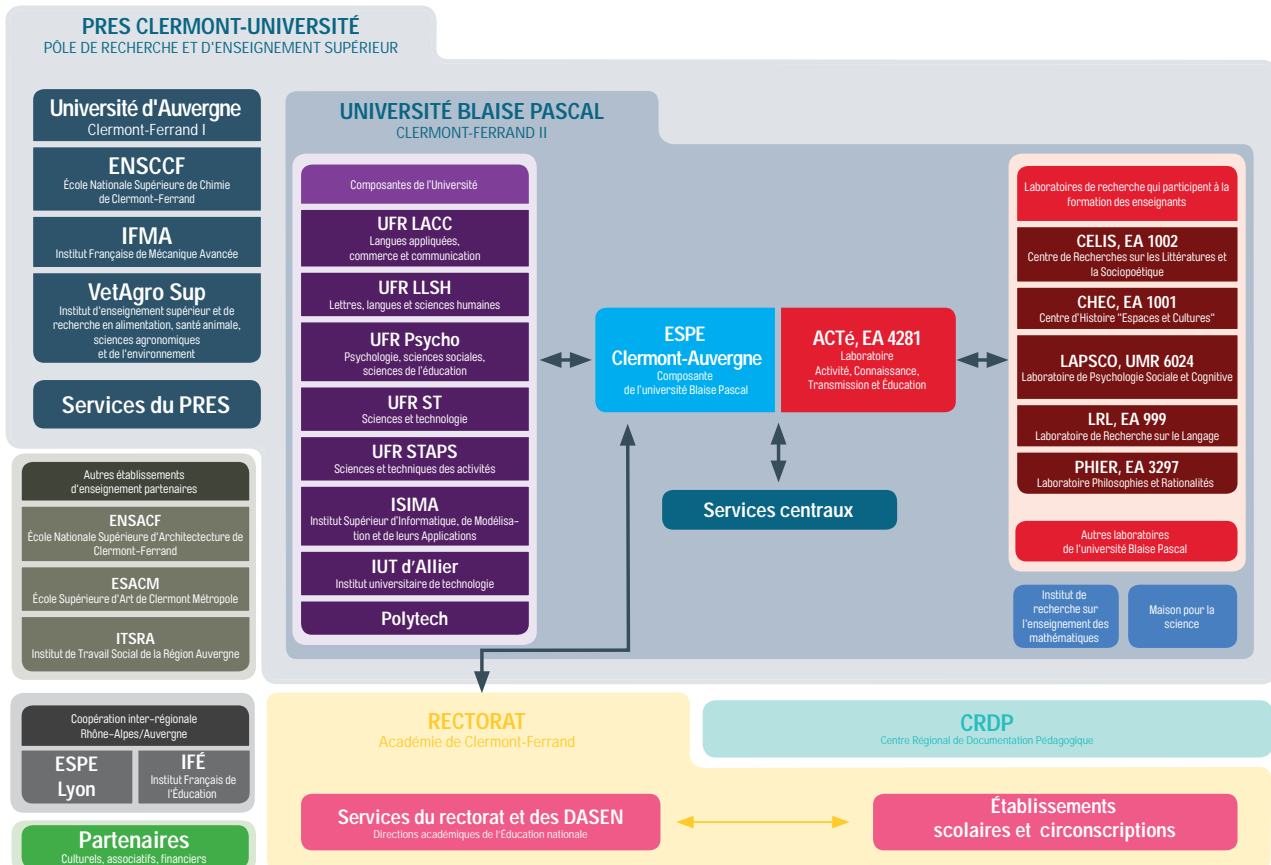 PRES CLERMONT-UNIVERSITÉ
PÔLE DE RECHERCHE ET D'ENSEIGNEMENT SUPÉRIEUR
Université d'Auvergne
Clermont-Ferrand I
ENSCCF
École Nationale Supérieure de Chimie
de Clermont-Ferrand
IFMA
Institut Française de Mécanique Avancée
VetAgro Sup
Institut d'enseignement supérieur et de
recherche en alimentation, santé animale,
sciences agronomiques
et de l'environnement
Services du PRES
UNIVERSITÉ BLAISE PASCAL
CLERMONT-FERRAND II
Composantes de l'Université
UFR LACC
Langues appliquées,
commerce et communication
UFR LLSH
Lettres, langues et sciences humaines
UFR Psycho
Psychologie, sciences sociales,
sciences de l'éducation
UFR ST
Sciences et technologie
UFR STAPS
Sciences et techniques des activités
ISIMA
Institut Supérieur d'Informatique, de Modélisa-
tion et de leurs Applications
IUT d'Allier
Institut universitaire de technologie
Polytech
ESPE
Clermont-Auvergne
Composante
de l'université Blaise Pascal
ACTé, EA 4281
Laboratoire
Activité, Connaissance,
Transmission et Éducation
Services centraux
Laboratoires de recherche qui participent à la
formation des enseignants
CELIS, EA 1002
Centre de Recherches sur les Littératures et
la Sociopoétique
CHEC, EA 1001
Centre d'Histoire "Espaces et Cultures"
LAPSCO, UMR 6024
Laboratoire de Psychologie Sociale et Cognitive
LRL, EA 999
Laboratoire de Recherche sur le Langage
PHIER, EA 3297
Laboratoire Philosophies et Rationalités
Autres laboratoires
de l'université Blaise Pascal
Institut de
recherche sur
l'enseignement des
mathématiques
Maison pour la
science
Autres établissements
d'enseignement partenaires
ENSACF
École Nationale Supérieure d'Architectecture de
Clermont-Ferrand
ESACM
École Supérieure d'Art de Clermont Métropole
ITSRA
Institut de Travail Social de la Région Auvergne
Coopération inter-régionale
Rhône-Alpes/Auvergne
ESPE
Lyon
IFÉ
Institut Français de
l'Éducation
Partenaires
Culturels, associatifs, financiers
RECTORAT
Académie de Clermont-Ferrand
CRDP
Centre Régional de Documentation Pédagogique
Services du rectorat et des DASEN
Directions académiques de l'Éducation nationale
Établissements
scolaires et circonscriptions